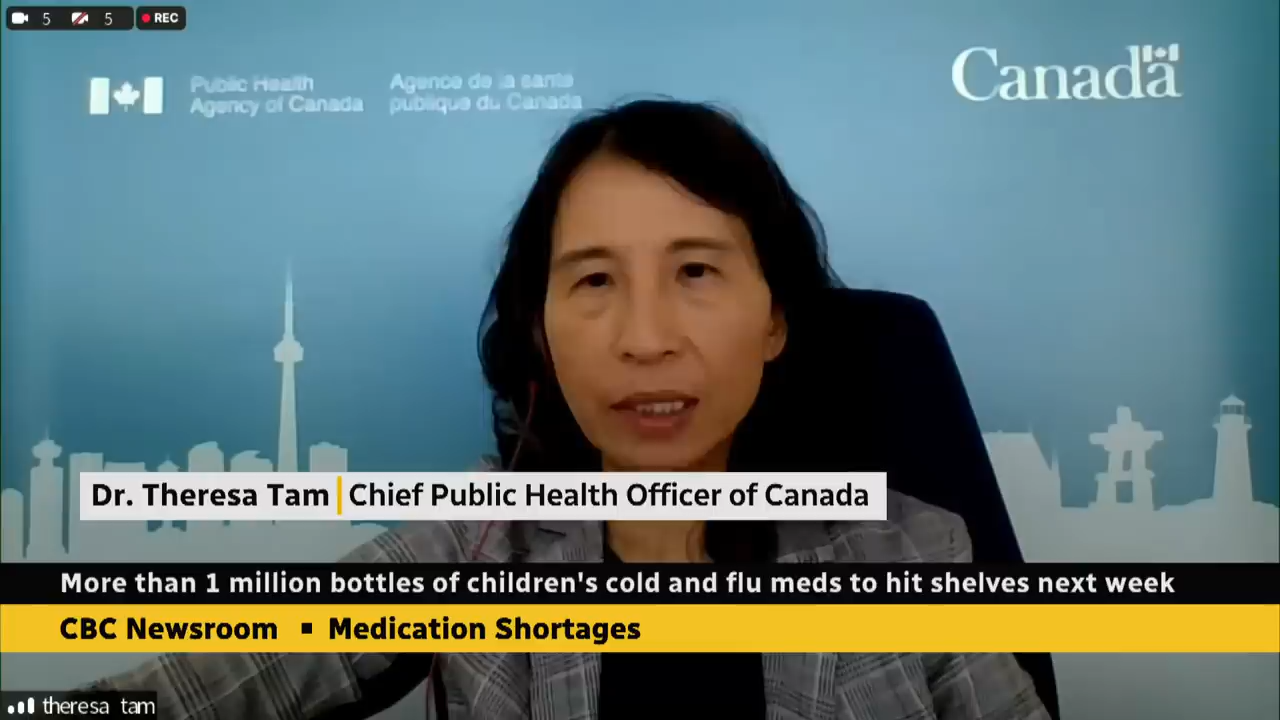 5 5 REC
Public Health
Agency of Canada
Agence de la santé
publique du Canada
Canada
Dr. Theresa Tam | Chief Public Health Officer of Canada
More than 1 million bottles of children's cold and flu meds to hit shelves next week
CBC Newsroom ▪ Medication Shortages
theresa tam